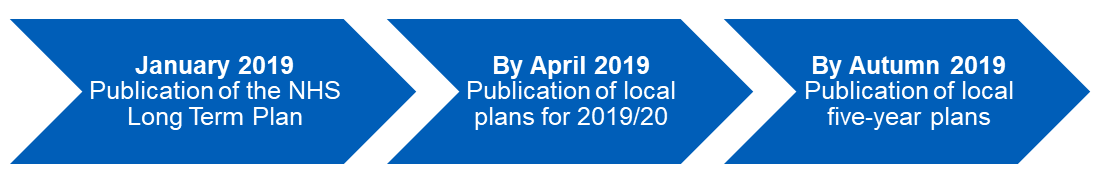 January 2019
Publication of the NHS
Long Term Plan
By April 2019
Publication of local
plans for 2019/20
By Autumn 2019
Publication of local
five-year plans